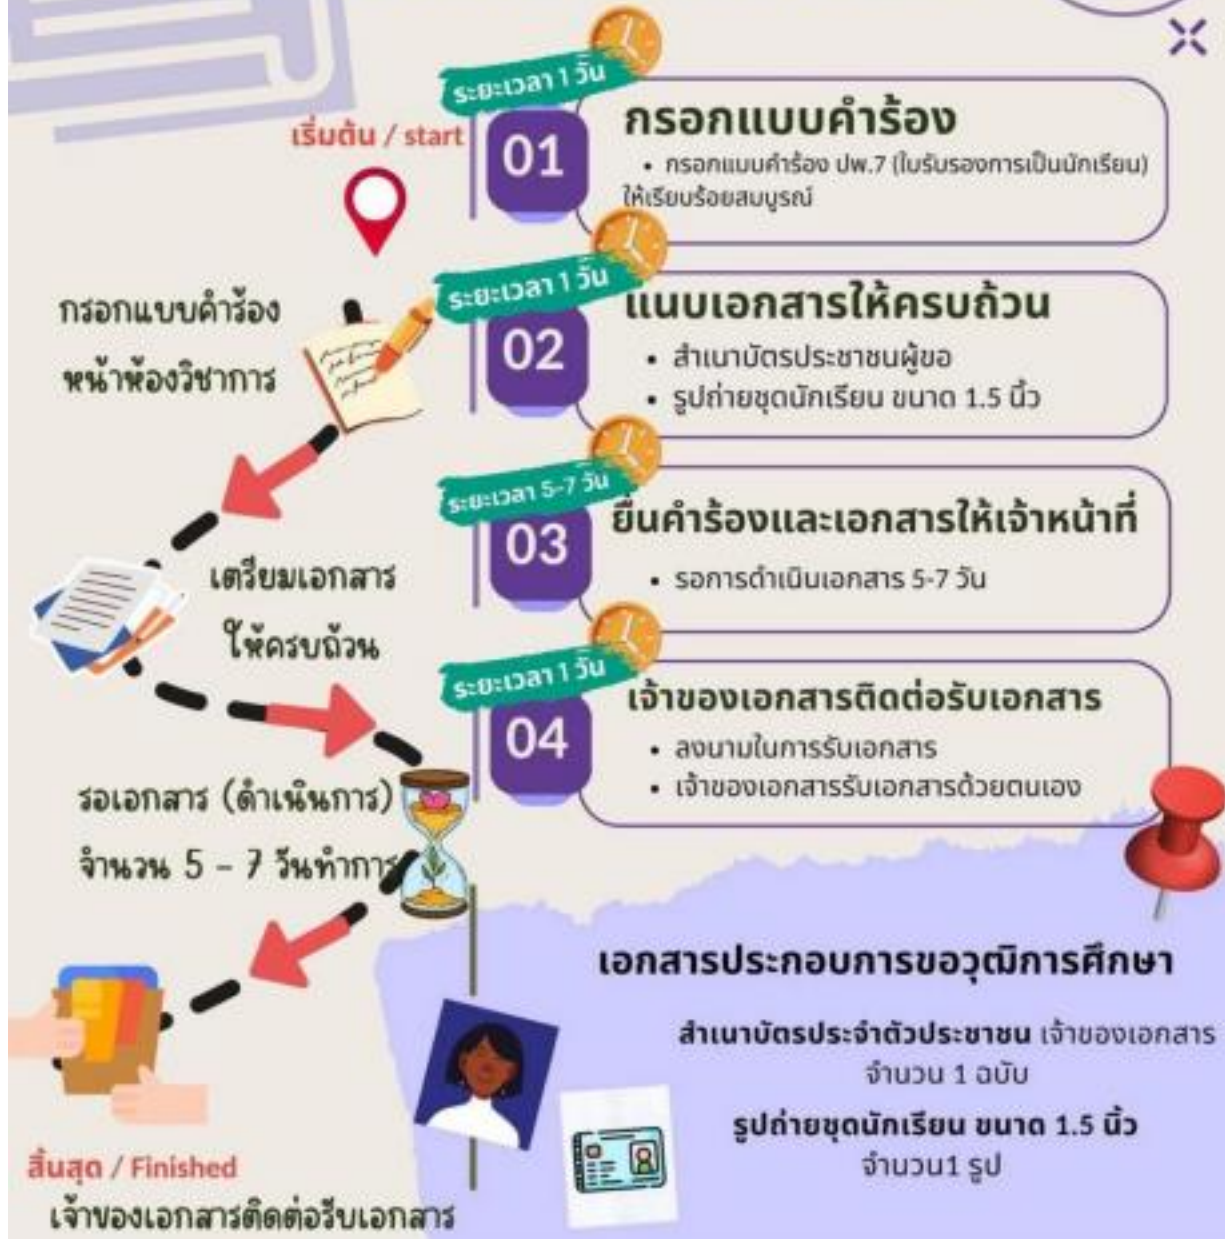 ระยะเวลา 1 วัน
เริ่มต้น / start
01
กรอกแบบคำร้อง
• กรอกแบบคำร้อง ปพ.7 (ใบรับรองการเป็นนักเรียน)
ให้เรียบร้อยสมบูรณ์
ระยะเวลา 1 วัน
กรอกแบบคำร้อง
หน้าห้องวิชาการ
02
แนบเอกสารให้ครบถ้วน
• สำเนาบัตรประชาชนผู้ขอ
• รูปถ่ายชุดนักเรียน ขนาด 1.5 นิ้ว
ระยะเวลา 5-7 วัน
03
ยื่นคำร้องและเอกสารให้เจ้าหน้าที่
• รอการดำเนินเอกสาร 5-7 วัน
เตรียมเอกสาร
ให้ครบถ้วน
ระยะเวลา 1 วัน
04
เจ้าของเอกสารติดต่อรับเอกสาร
• ลงนามในการรับเอกสาร
• เจ้าของเอกสารรับเอกสารด้วยตนเอง
รอเอกสาร (ดำเนินการ)
จำนวน 5 - 7 วันทำการ
เอกสารประกอบการขอวุฒิการศึกษา
สำเนาบัตรประจำตัวประชาชน เจ้าของเอกสาร
จำนวน 1 ฉบับ
รูปถ่ายชุดนักเรียน ขนาด 1.5 นิ้ว
จำนวน1 รูป
สิ้นสุด / Finished
เจ้าของเอกสารติดต่อรับเอกสาร